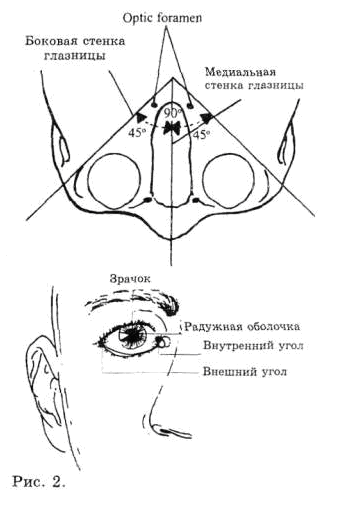 Optic foramen
Боковая стенка
глазницы
Медиальная
стенка глазницы
90°
45°
45°
Зрачок
Радужная оболочка
Внутренний угол
Внешний угол
Рис. 2.